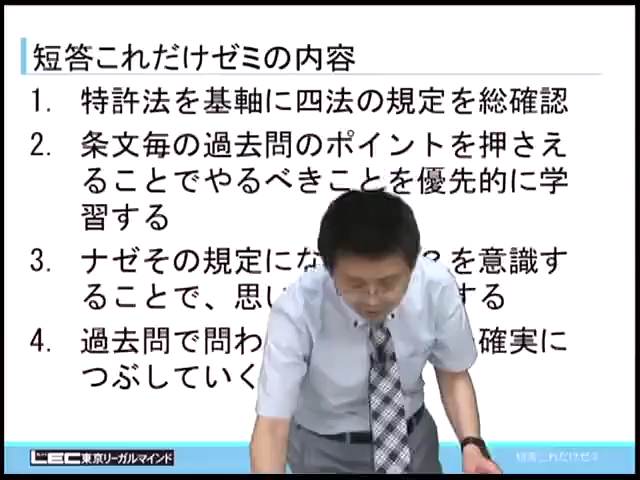 短答これだけゼミの内容
1. 特許法を基軸に四法の規定を総確認
2. 条文毎の過去問のポイントを押さえ
ることでやるべきことを優先的に学
習する
3. ナゼその規定にな を意識す
ることで、思い する
4. 過去問で問わ 確実に
つぶしていく
LEC東京リーガルマインド
短答これだけゼミ